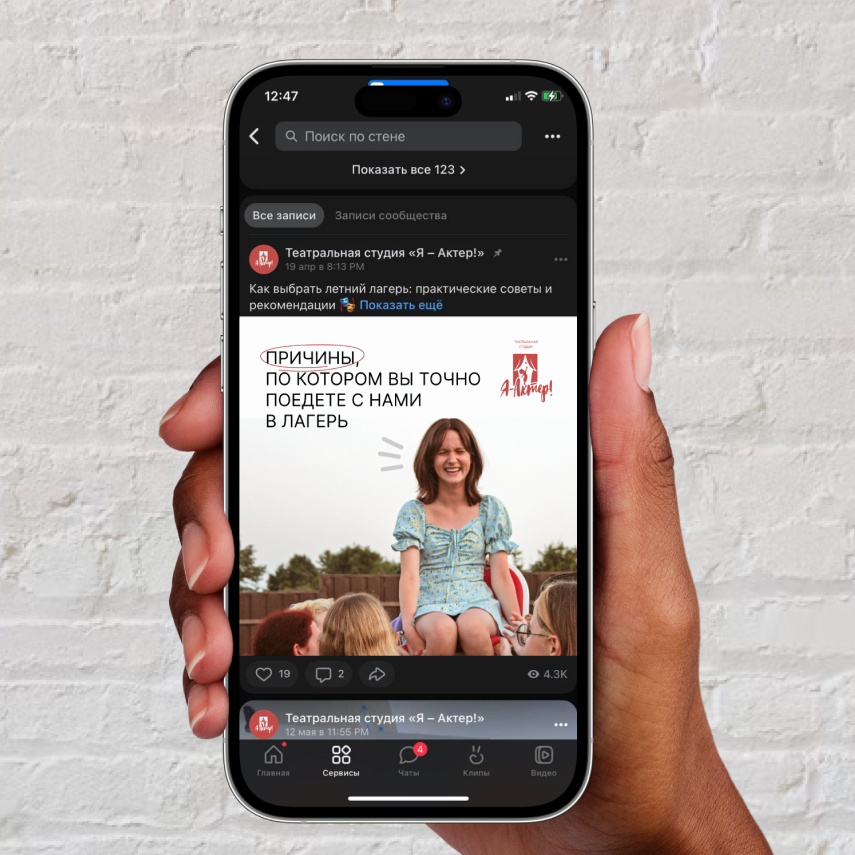 12:47
Поиск по стене
Показать все 123
Все записи Записи сообщества
Театральная студия «Я – Актер!»
19 апр в 8:13 PM
Как выбрать летний лагерь: практические советы и
рекомендации Показать ещё
ТЕАТРАЛЬНАЯ
СТУДИЯ
Я-Актер!
ПРИЧИНЫ,
ПО КОТОРОМ ВЫ ТОЧНО
ПОЕДЕТЕ С НАМИ
В ЛАГЕРЬ
19 2 4.3K
Театральная студия «Я – Актер!»
12 мая в 11:55 PM
4
Главная Сервисы Чаты Клипы Видео